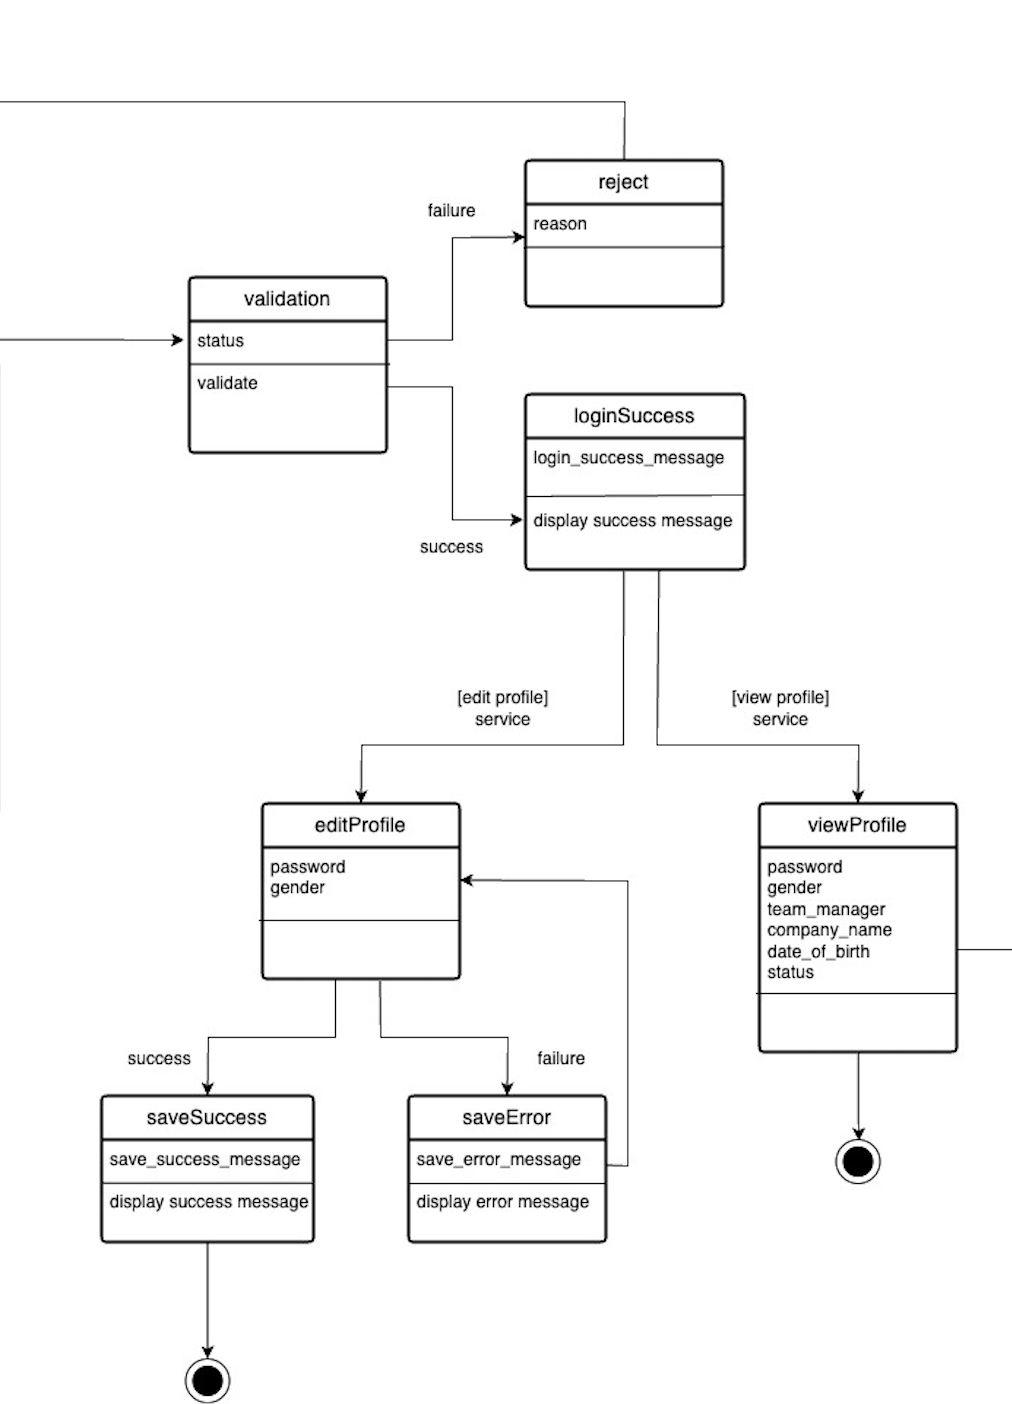 reject
failure
reason
validation
status
validate
loginSuccess
login_success_message
display success message
success
[edit profile]
service
[view profile]
service
editProfile
password
gender
viewProfile
password
gender
team_manager
company_name
date_of_birth
status
success
failure
saveSuccess
save_success_message
display success message
saveError
save_error_message
display error message